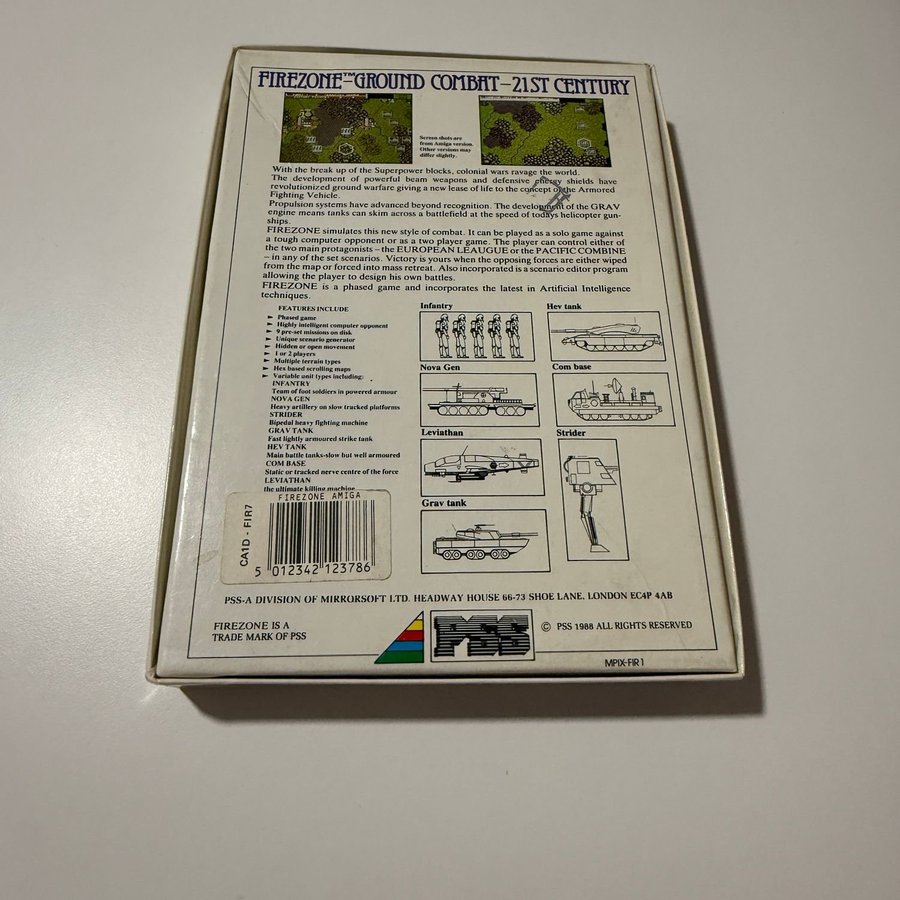 FIREZONE™-GROUND COMBAT-21ST CENTURY
Screen shots are
from Amiga version.
Other versions may
differ slightly.
With the break up of the Superpower blocks, colonial wars ravage the world.
The development of powerful beam weapons and defensive energy shields have
revolutionized ground warfare giving a new lease of life to the concept of the Armored
Fighting Vehicle.
Propulsion systems have advanced beyond recognition. The development of the GRAV
engine means tanks can skim across a battlefield at the speed of todays helicopter gun-
ships.
FIREZONE simulates this new style of combat. It can be played as a solo game against
a tough computer opponent or as a two player game. The player can control either of
the two main protagonists – the EUROPEAN LEAUGUE or the PACIFIC COMBINE
– in any of the set scenarios. Victory is yours when the opposing forces are either wiped
from the map or forced into mass retreat. Also incorporated is a scenario editor program
allowing the player to design his own battles.
FIREZONE is a phased game and incorporates the latest in Artificial Intelligence
techniques.
FEATURES INCLUDE
► Phased game
► Highly intelligent computer opponent
► 9 pre-set missions on disk
► Unique scenario generator
► Hidden or open movement
► 1 or 2 players
► Multiple terrain types
► Hex based scrolling maps
► Variable unit types including:
INFANTRY
Team of foot soldiers in powered armour
NOVA GEN
Heavy artillery on slow tracked platforms
STRIDER
Bipedal heavy fighting machine
GRAV TANK
Fast lightly armoured strike tank
HEV TANK
Main battle tanks-slow but well armoured
COM BASE
Static or tracked nerve centre of the force
LEVIATHAN
the ultimate killing machine
Infantry
Hev tank
Nova Gen
Com base
Leviathan
Strider
Grav tank
FIREZONE AMIGA
CA1D - FIR7
5 012342 123786
PSS-A DIVISION OF MIRRORSOFT LTD. HEADWAY HOUSE 66-73 SHOE LANE. LONDON EC4P 4AB
FIREZONE IS A
TRADE MARK OF PSS
PSS
© PSS 1988 ALL RIGHTS RESERVED
MPIX-FIR 1